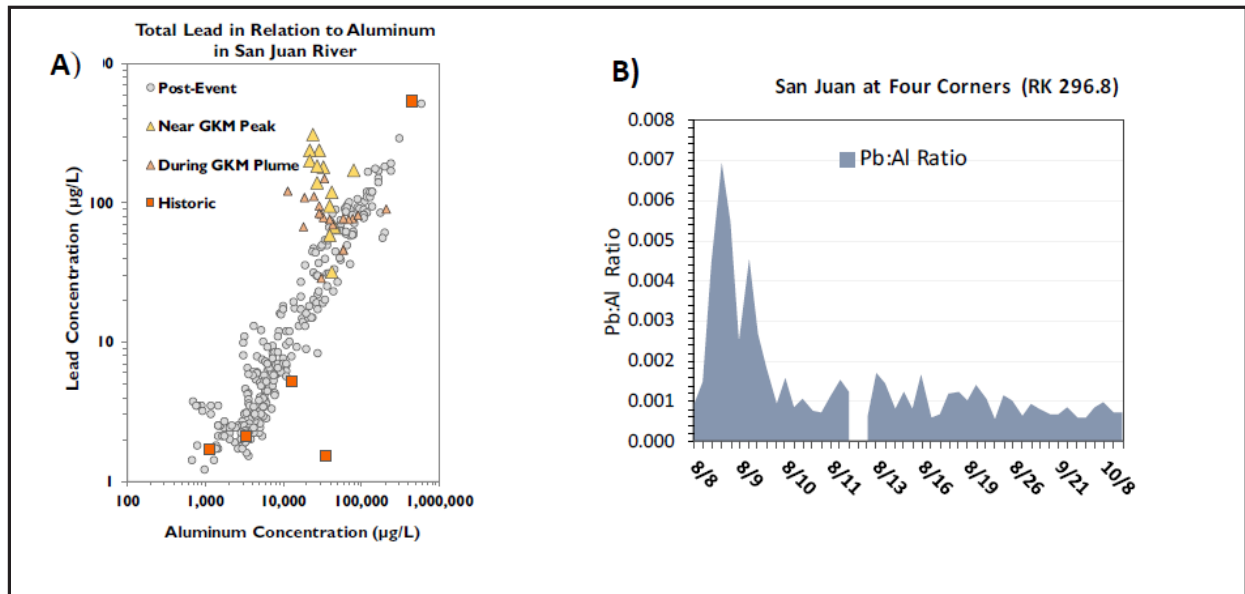 Total Lead in Relation to Aluminum
in San Juan River
A)
Post-Event
Near GKM Peak
During GKM Plume
Historic
Lead Concentration (µg/L)
100
10
1
100
1,000
10,000
100,000
1,000,000
Aluminum Concentration (µg/L)
B)
San Juan at Four Corners (RK 296.8)
Pb:Al Ratio
Pb:Al Ratio
0.008
0.007
0.006
0.005
0.004
0.003
0.002
0.001
0.000
8/8
8/9
8/10
8/11
8/13
8/16
8/19
8/26
9/21
10/8